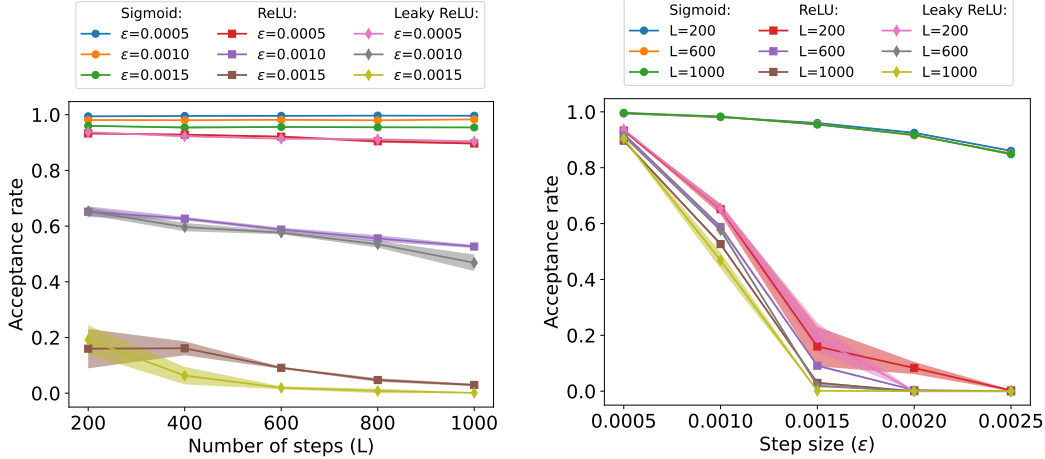 Sigmoid: ReLU: Leaky ReLU:
ε=0.0005 ε=0.0005 ε=0.0005
ε=0.0010 ε=0.0010 ε=0.0010
ε=0.0015 ε=0.0015 ε=0.0015
1.0
0.8
0.6
0.4
0.2
0.0
Acceptance rate
200 400 600 800 1000
Number of steps (L)
Sigmoid: ReLU: Leaky ReLU:
L=200 L=200 L=200
L=600 L=600 L=600
L=1000 L=1000 L=1000
1.0
0.8
0.6
0.4
0.2
0.0
Acceptance rate
0.0005 0.0010 0.0015 0.0020 0.0025
Step size (ε)